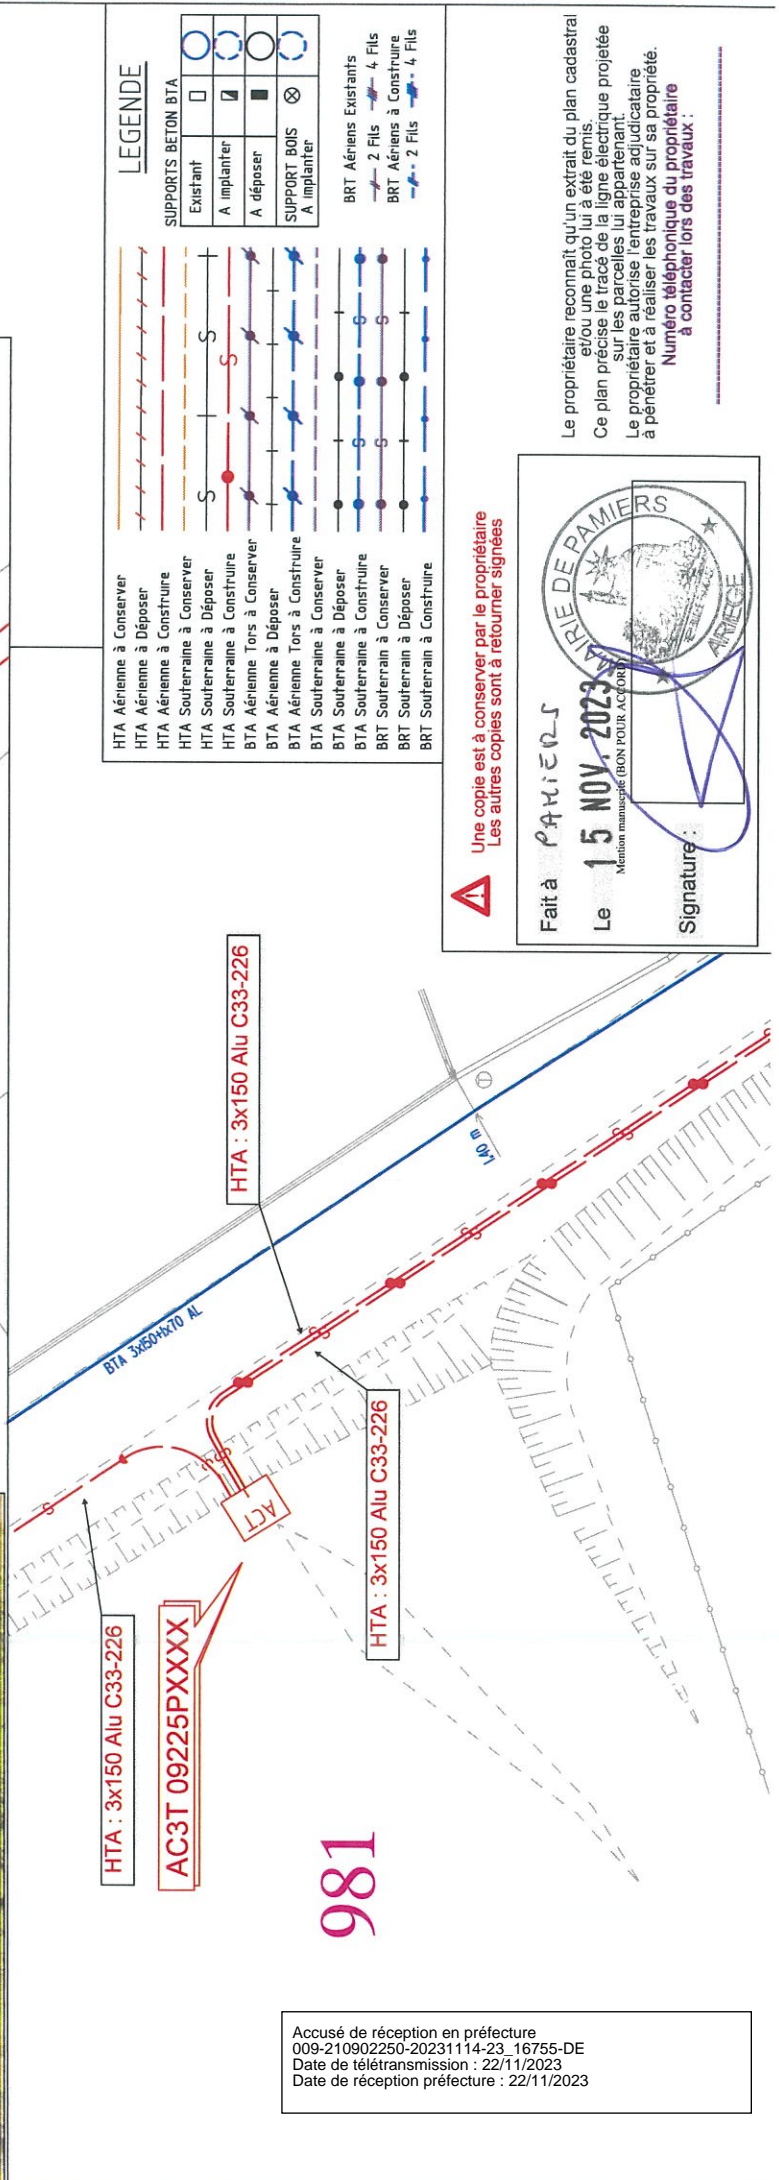 LEGENDE
HTA Aérienne à Conserver
HTA Aérienne à Déposer
HTA Aérienne à Construire
HTA Souterraine à Conserver
HTA Souterraine à Déposer
S S
HTA Souterraine à Construire
S
BTA Aérienne Tors à Conserver
BTA Aérienne à Déposer
BTA Aérienne Tors à Construire
BTA Souterraine à Conserver
BTA Souterraine à Déposer
BTA Souterraine à Construire
S S
BRT Souterrain à Conserver
S S
BRT Souterrain à Déposer
BRT Souterrain à Construire
SUPPORTS BETON BTA
Existant
A implanter
A déposer
SUPPORT BOIS
A implanter
BRT Aériens Existants
2 Fils 4 Fils
BRT Aériens à Construire
2 Fils 4 Fils
Une copie est à conserver par le propriétaire
Les autres copies sont à retourner signées
Le propriétaire reconnaît qu'un extrait du plan cadastral
et/ou une photo lui à été remis.
Ce plan précise le tracé de la ligne électrique projetée
sur les parcelles lui appartenant.
Le propriétaire autorise l'entreprise adjudicataire
à pénétrer et à réaliser les travaux sur sa propriété.
Numéro téléphonique du propriétaire
à contacter lors des travaux :
Fait à PAMIERS
Le 15 NOV. 2023
Mention manuscrite (BON POUR ACCORD)
Signature :
MAIRIE DE PAMIERS
ARIEGE
HTA : 3x150 Alu C33-226
HTA : 3x150 Alu C33-226
HTA : 3x150 Alu C33-226
BTA 3x150+1x70 AL
1,40 m
T
ACT
AC3T 09225PXXXX
981
Accusé de réception en préfecture
009-210902250-20231114-23_16755-DE
Date de télétransmission : 22/11/2023
Date de réception préfecture : 22/11/2023